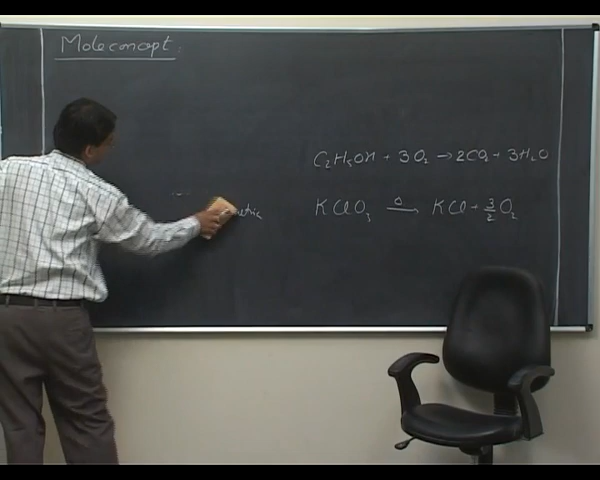 Moleconcept:
C₂H₅OH + 3O₂ → 2CO₂ + 3H₂O
KClO₃ —Δ→ KCl + 3/2 O₂